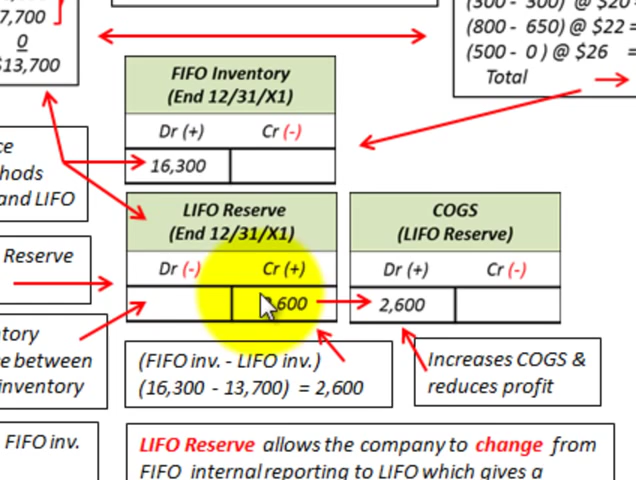 7,700
0
$13,700
(300 - 300) @ $20
(800 - 650) @ $22 =
(500 - 0 ) @ $26 =
Total
FIFO Inventory
(End 12/31/X1)
Dr (+) Cr (-)
16,300
and LIFO
LIFO Reserve
(End 12/31/X1)
Dr (-) Cr (+)
,600
COGS
(LIFO Reserve)
Dr (+) Cr (-)
2,600
Reserve
e between
inventory
(FIFO inv. - LIFO inv.)
(16,300 - 13,700) = 2,600
Increases COGS &
reduces profit
FIFO inv.
LIFO Reserve allows the company to change from
FIFO internal reporting to LIFO which gives a